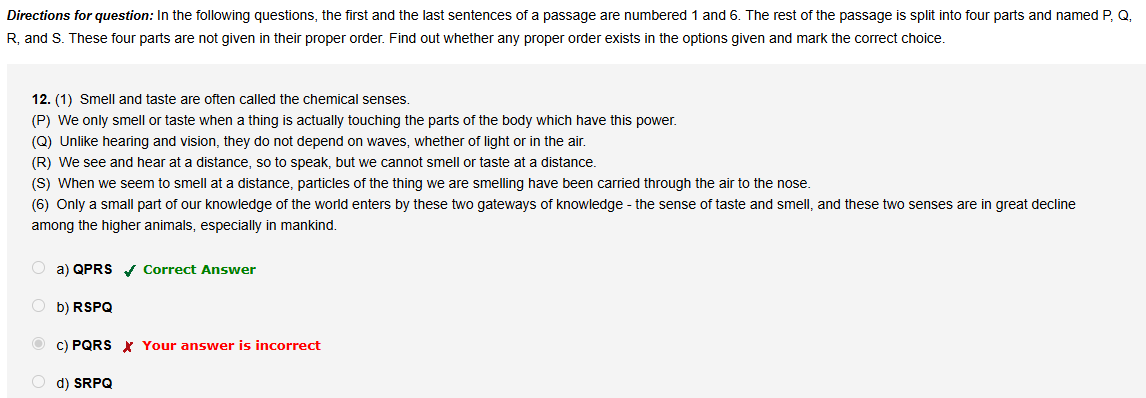 Directions for question: In the following questions, the first and the last sentences of a passage are numbered 1 and 6. The rest of the passage is split into four parts and named P, Q,
R, and S. These four parts are not given in their proper order. Find out whether any proper order exists in the options given and mark the correct choice.
12. (1) Smell and taste are often called the chemical senses.
(P) We only smell or taste when a thing is actually touching the parts of the body which have this power.
(Q) Unlike hearing and vision, they do not depend on waves, whether of light or in the air.
(R) We see and hear at a distance, so to speak, but we cannot smell or taste at a distance.
(S) When we seem to smell at a distance, particles of the thing we are smelling have been carried through the air to the nose.
(6) Only a small part of our knowledge of the world enters by these two gateways of knowledge - the sense of taste and smell, and these two senses are in great decline
among the higher animals, especially in mankind.
a) QPRS ✓ Correct Answer
b) RSPQ
c) PQRS ✗ Your answer is incorrect
d) SRPQ